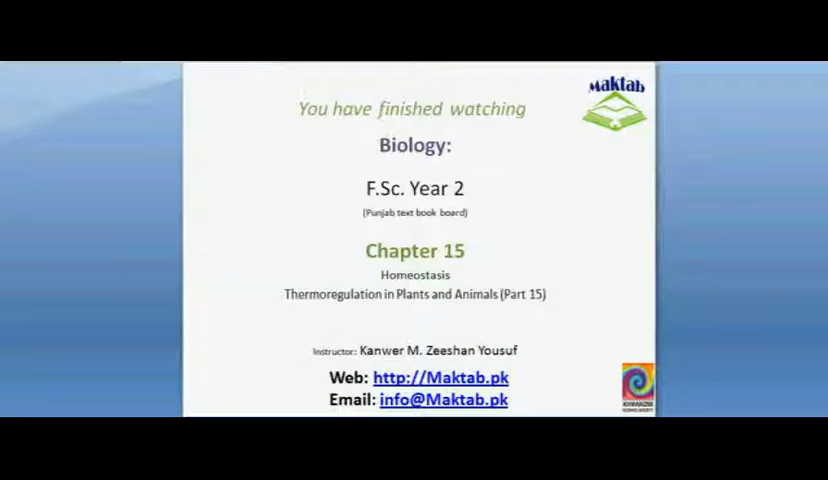 Maktab
You have finished watching
Biology:
F.Sc. Year 2
(Punjab text book board)
Chapter 15
Homeostasis
Thermoregulation in Plants and Animals (Part 15)
Instructor: Kanwer M. Zeeshan Yousuf
Web: http://Maktab.pk
Email: info@Maktab.pk